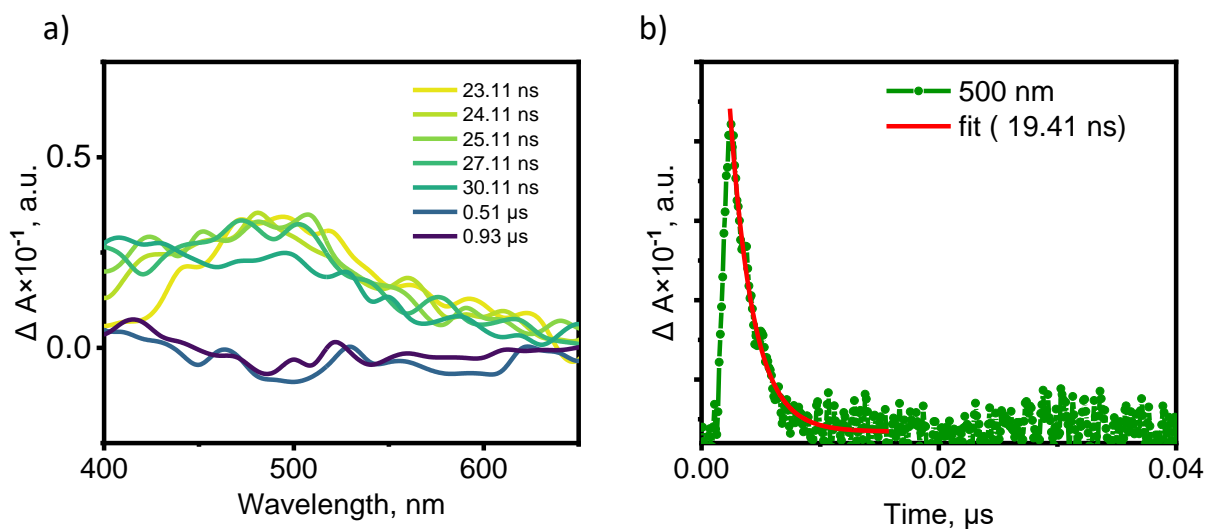 a)
Δ A×10⁻¹, a.u.
0.5
0.0
400
500
600
Wavelength, nm
23.11 ns
24.11 ns
25.11 ns
27.11 ns
30.11 ns
0.51 µs
0.93 µs
b)
Δ A×10⁻¹, a.u.
500 nm
fit ( 19.41 ns)
0.00
0.02
0.04
Time, µs